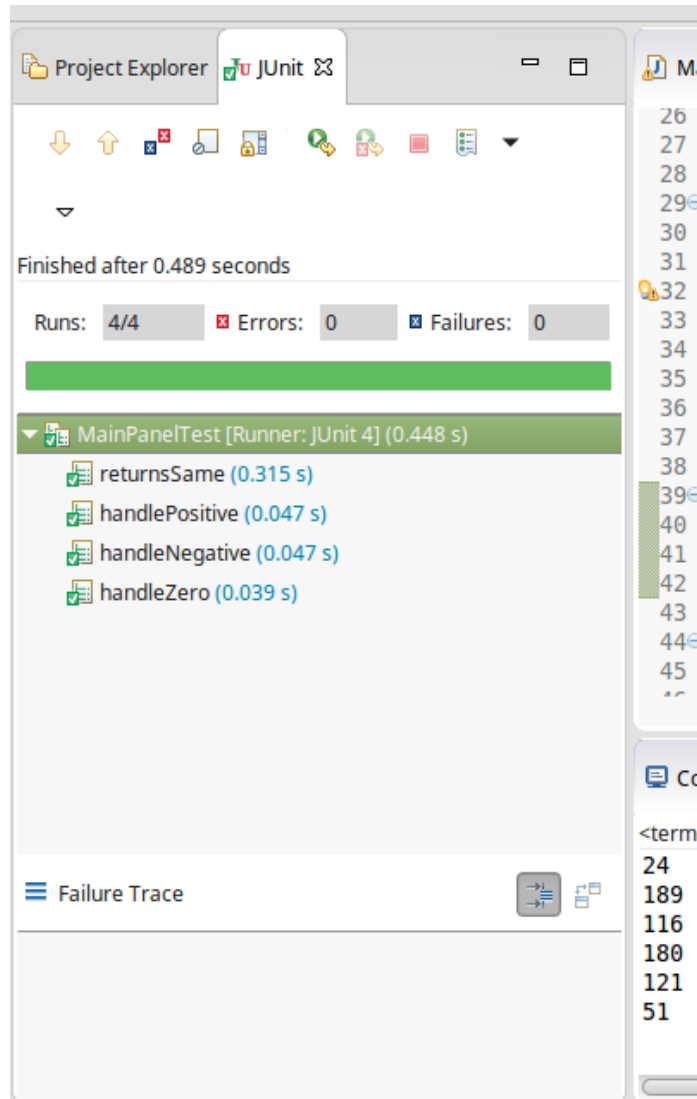 Project Explorer JUnit
Finished after 0.489 seconds
Runs: 4/4 Errors: 0 Failures: 0
MainPanelTest [Runner: JUnit 4] (0.448 s)
returnsSame (0.315 s)
handlePositive (0.047 s)
handleNegative (0.047 s)
handleZero (0.039 s)
Failure Trace
26
27
28
29
30
31
32
33
34
35
36
37
38
39
40
41
42
43
44
45
<term
24
189
116
180
121
51